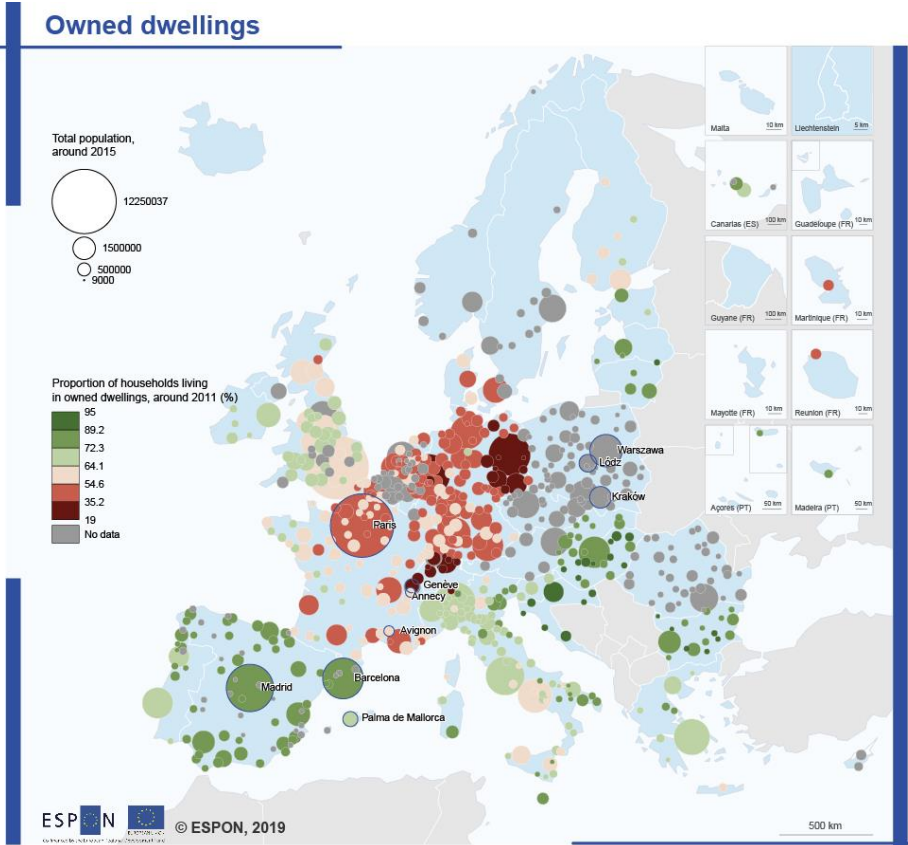 Owned dwellings
Total population,
around 2015
12250037
1500000
500000
9000
Proportion of households living
in owned dwellings, around 2011 (%)
95
89.2
72.3
64.1
54.6
35.2
19
No data
Malta
10 km
Liechtenstein
5 km
Canarias (ES)
100 km
Guadeloupe (FR)
10 km
Guyane (FR)
100 km
Martinique (FR)
10 km
Mayotte (FR)
10 km
Reunion (FR)
10 km
Açores (PT)
50 km
Madeira (PT)
50 km
Warszawa
Lódz
Kraków
Paris
Genève
Annecy
Avignon
Madrid
Barcelona
Palma de Mallorca
ESPON
© ESPON, 2019
500 km